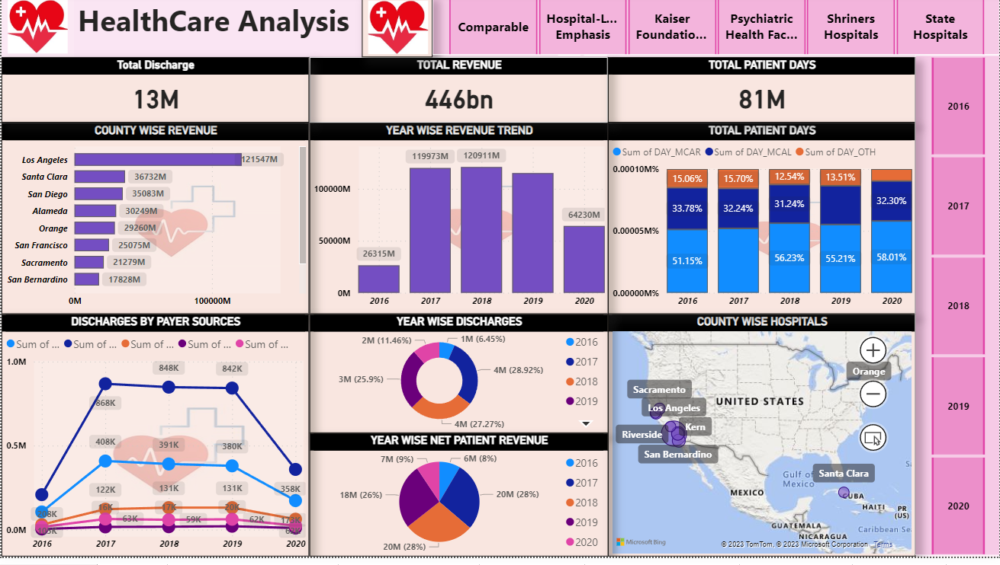 HealthCare Analysis
Comparable
Hospital-L...
Emphasis
Kaiser
Foundatio...
Psychiatric
Health Fac...
Shriners
Hospitals
State
Hospitals
Total Discharge
13M
TOTAL REVENUE
446bn
TOTAL PATIENT DAYS
81M
2016
2017
2018
2019
2020
COUNTY WISE REVENUE
Los Angeles 121547M
Santa Clara 36732M
San Diego 35083M
Alameda 30249M
Orange 29260M
San Francisco 25075M
Sacramento 21279M
San Bernardino 17828M
0M 100000M
YEAR WISE REVENUE TREND
119973M 120911M
100000M
64230M
50000M
26315M
0M
2016 2017 2018 2019 2020
TOTAL PATIENT DAYS
Sum of DAY_MCAR Sum of DAY_MCAL Sum of DAY_OTH
0.00010M%
15.06% 15.70% 12.54% 13.51%
33.78% 32.24% 31.24% 32.30%
0.00005M%
51.15% 56.23% 55.21% 58.01%
0.00000M%
2016 2017 2018 2019 2020
DISCHARGES BY PAYER SOURCES
Sum of ... Sum of ... Sum of ... Sum of ... Sum of ...
1.0M
848K 842K
868K
0.5M
408K 391K 380K
122K 131K 131K 358K
16K 17K 20K
63K 59K 62K 173K
0.0M
2016 2017 2018 2019 2020
YEAR WISE DISCHARGES
2M (11.46%) 1M (6.45%)
4M (28.92%)
3M (25.9%)
4M (27.27%)
2016
2017
2018
2019
YEAR WISE NET PATIENT REVENUE
7M (9%) 6M (8%)
18M (26%) 20M (28%)
20M (28%)
2016
2017
2018
2019
2020
COUNTY WISE HOSPITALS
Orange
Sacramento
UNITED STATES
Los Angeles
Kern
Riverside
San Bernardino
Santa Clara
Gulf of
Mexico
MEXICO
CUBA
HAITI
PR
(US)
GUATEMALA
Caribbean Se
NICARAGUA
Microsoft Bing
© 2023 TomTom, © 2023 Microsoft Corporation Terms